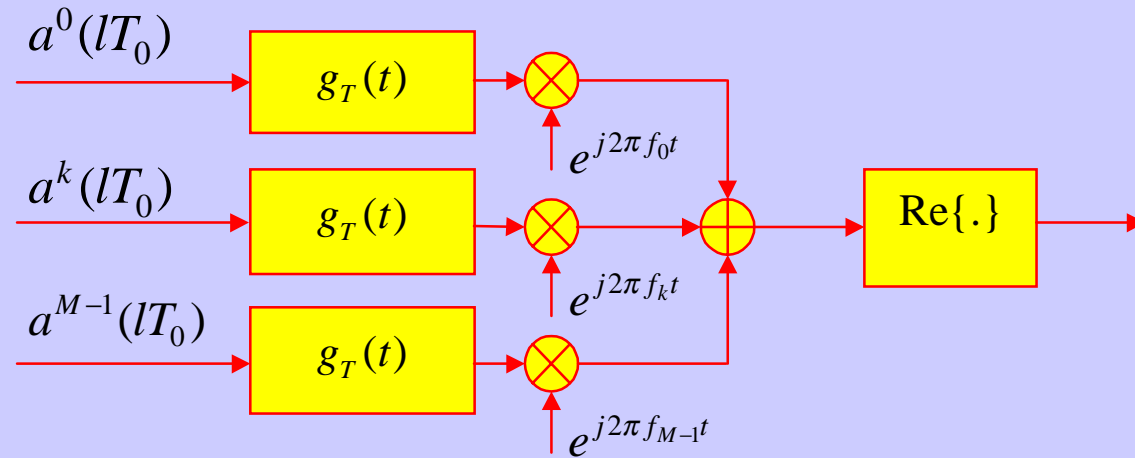 a^0(lT_0)
g_T(t)
e^{j2πf_0t}
a^k(lT_0)
g_T(t)
e^{j2πf_kt}
Re{.}
a^{M-1}(lT_0)
g_T(t)
e^{j2πf_{M-1}t}